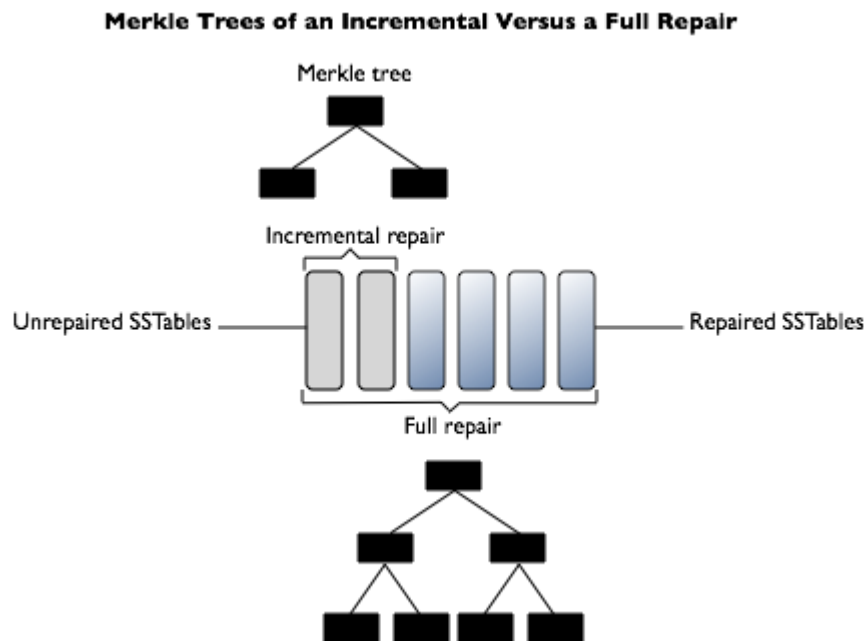 Merkle Trees of an Incremental Versus a Full Repair
Merkle tree
Incremental repair
Unrepaired SSTables
Repaired SSTables
Full repair